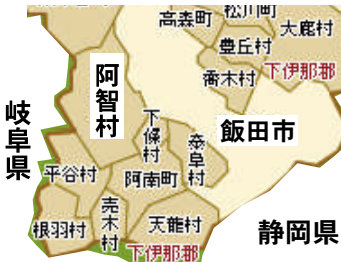 高森町
松川町
大鹿村
豊丘村
喬木村
下伊那郡
阿智村
飯田市
下條村
泰阜村
岐阜県
平谷村
阿南町
売木村
天龍村
根羽村
下伊那郡
静岡県